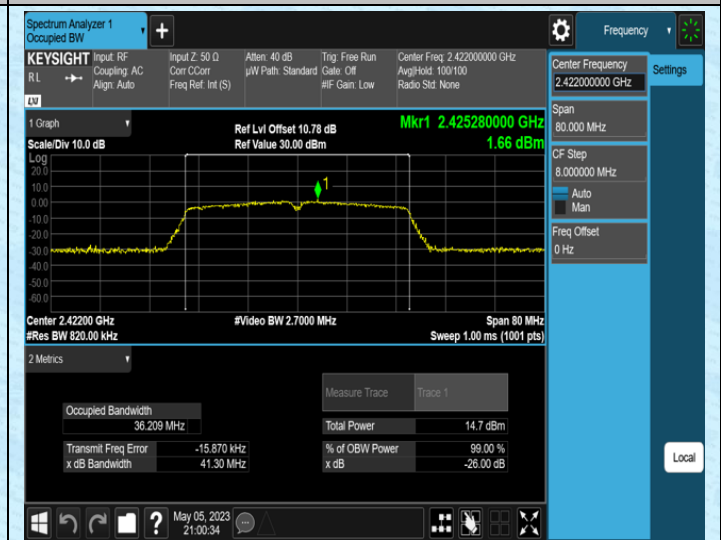 Spectrum Analyzer 1
Occupied BW
Frequency
KEYSIGHT
R L
LXI
Input: RF
Coupling: AC
Align: Auto
Input Z: 50 Ω
Corr CCorr
Freq Ref: Int (S)
Atten: 40 dB
µW Path: Standard
Trig: Free Run
Gate: Off
#IF Gain: Low
Center Freq: 2.422000000 GHz
Avg|Hold: 100/100
Radio Std: None
Center Frequency
2.422000000 GHz
Settings
Span
80.000 MHz
CF Step
8.000000 MHz
Auto
Man
Freq Offset
0 Hz
1 Graph
Scale/Div 10.0 dB
Ref Lvl Offset 10.78 dB
Ref Value 30.00 dBm
Mkr1 2.425280000 GHz
1.66 dBm
Log
20.0
10.0
0.00
-10.0
-20.0
-30.0
-40.0
-50.0
-60.0
1
Center 2.42200 GHz
#Res BW 820.00 kHz
#Video BW 2.7000 MHz
Span 80 MHz
Sweep 1.00 ms (1001 pts)
2 Metrics
Measure Trace
Trace 1
Occupied Bandwidth
36.209 MHz
Total Power 14.7 dBm
Transmit Freq Error -15.870 kHz
% of OBW Power 99.00 %
x dB Bandwidth 41.30 MHz
x dB -26.00 dB
Local
?
May 05, 2023
21:00:34